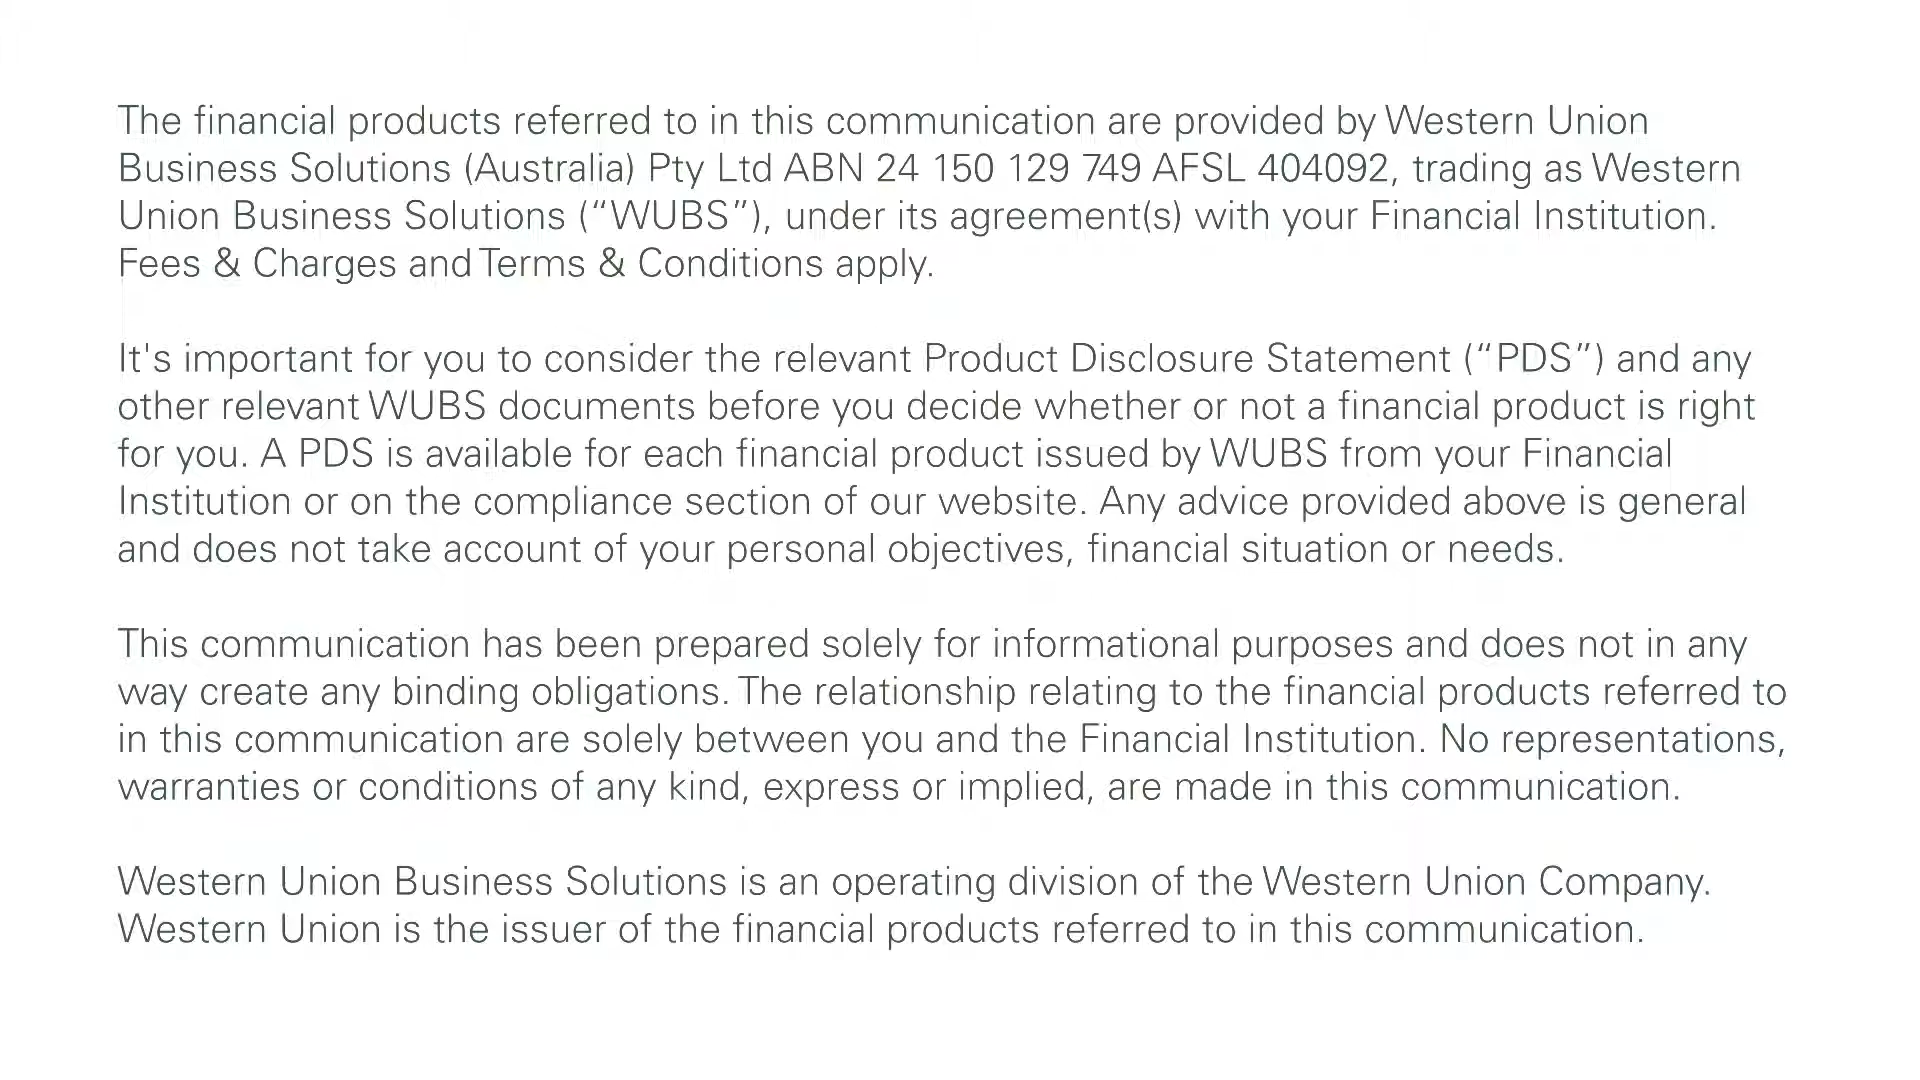 The financial products referred to in this communication are provided by Western Union
Business Solutions (Australia) Pty Ltd ABN 24 150 129 749 AFSL 404092, trading as Western
Union Business Solutions (“WUBS”), under its agreement(s) with your Financial Institution.
Fees & Charges and Terms & Conditions apply.
It's important for you to consider the relevant Product Disclosure Statement (“PDS”) and any
other relevant WUBS documents before you decide whether or not a financial product is right
for you. A PDS is available for each financial product issued by WUBS from your Financial
Institution or on the compliance section of our website. Any advice provided above is general
and does not take account of your personal objectives, financial situation or needs.
This communication has been prepared solely for informational purposes and does not in any
way create any binding obligations. The relationship relating to the financial products referred to
in this communication are solely between you and the Financial Institution. No representations,
warranties or conditions of any kind, express or implied, are made in this communication.
Western Union Business Solutions is an operating division of the Western Union Company.
Western Union is the issuer of the financial products referred to in this communication.